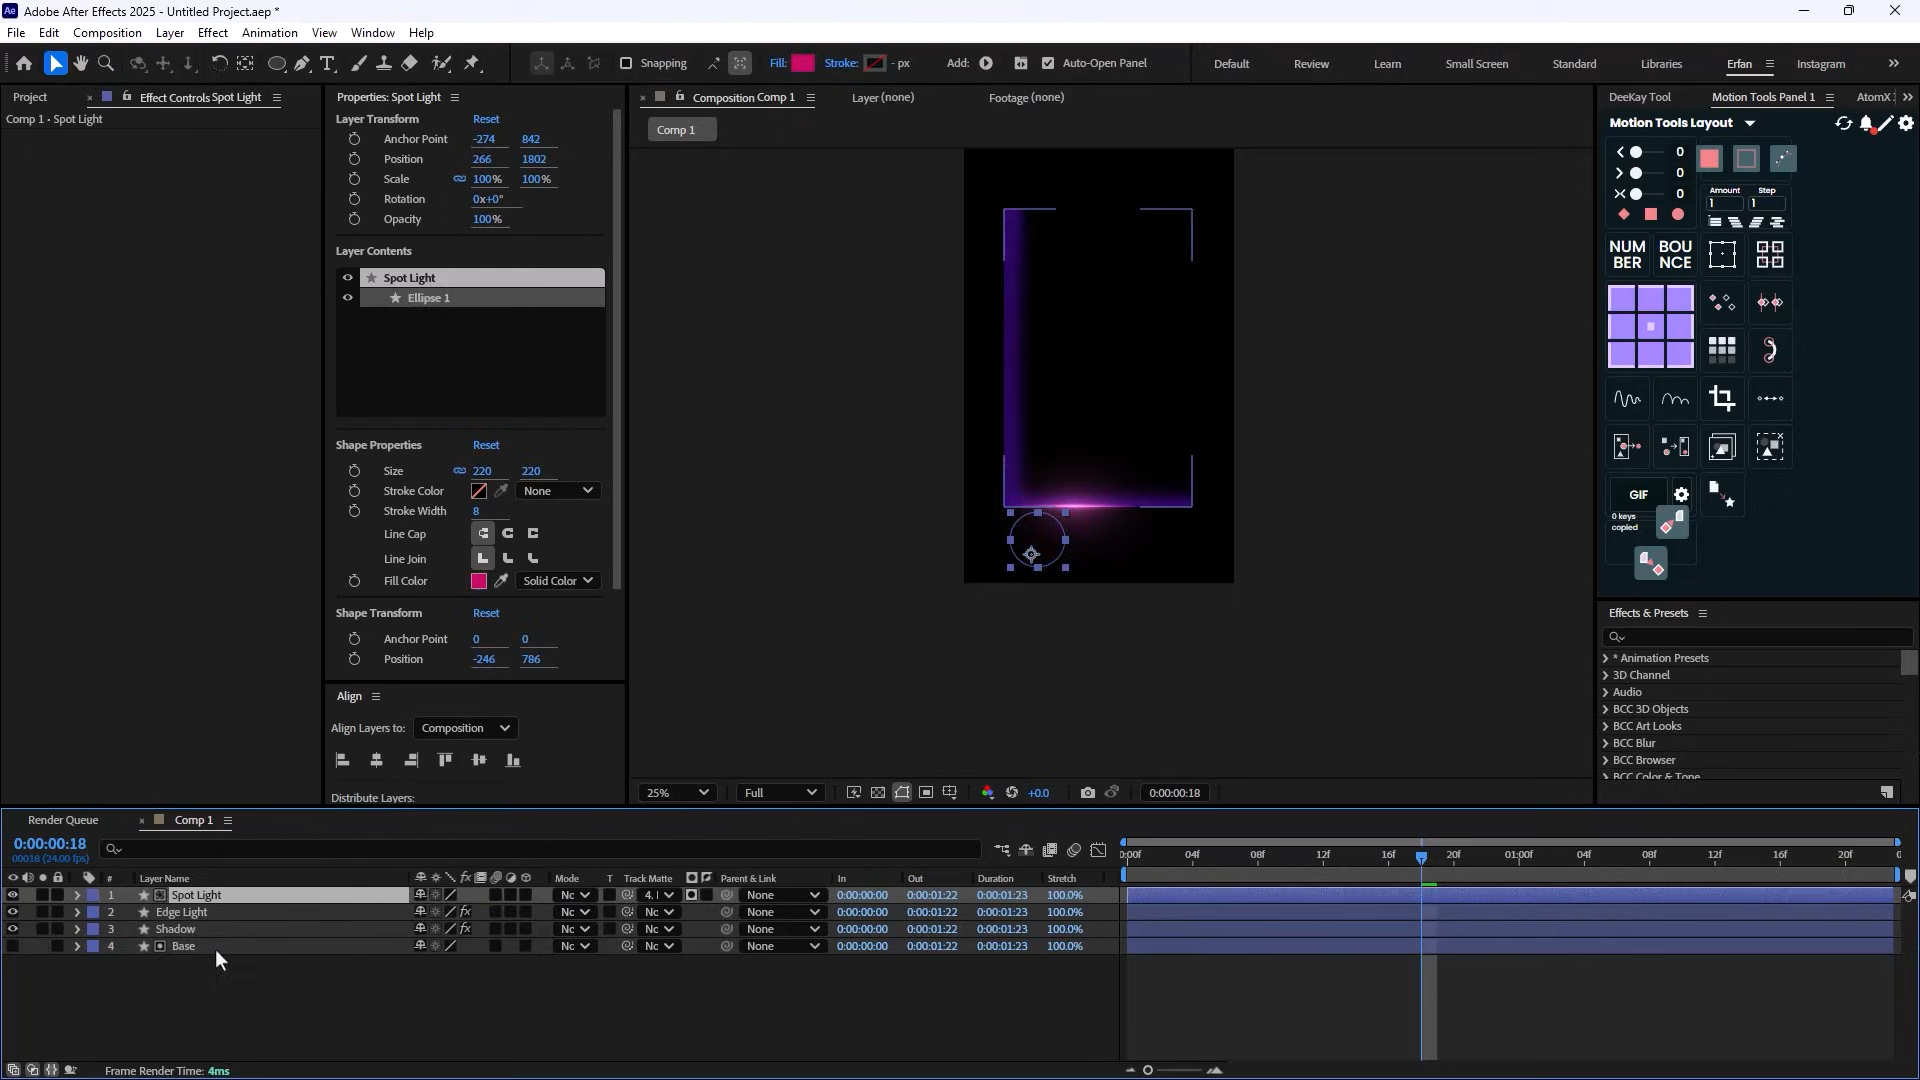 Adobe After Effects 2025 - Untitled Project.aep *
File Edit Composition Layer Effect Animation View Window Help
Snapping
Fill: Stroke: - px
Add:
Auto-Open Panel
Default Review Learn Small Screen Standard Libraries Erfan Instagram
Project
Effect Controls Spot Light
Comp 1 • Spot Light
Properties: Spot Light
Layer Transform Reset
Anchor Point -274 842
Position 266 1802
Scale 100% 100%
Rotation 0x+0°
Opacity 100%
Layer Contents
Spot Light
Ellipse 1
Shape Properties Reset
Size 220 220
Stroke Color None
Stroke Width 8
Line Cap
Line Join
Fill Color Solid Color
Shape Transform Reset
Anchor Point 0 0
Position -246 786
Align
Align Layers to: Composition
Distribute Layers:
Composition Comp 1
Layer (none)
Footage (none)
Comp 1
25% Full +0.0 0:00:00:18
DeeKay Tool Motion Tools Panel 1 AtomX
Motion Tools Layout
0
0
0
Amount Step
1 1
NUM
BER
BOU
NCE
GIF
0 keys
copied
Effects & Presets
* Animation Presets
3D Channel
Audio
BCC 3D Objects
BCC Art Looks
BCC Blur
BCC Browser
BCC Color & Tone
Render Queue Comp 1
0:00:00:18
00018 (24.00 fps)
# Layer Name Mode T Track Matte Parent & Link In Out Duration Stretch
1 Spot Light Nc 4. None 0:00:00:00 0:00:01:22 0:00:01:23 100.0%
2 Edge Light Nc Nc None 0:00:00:00 0:00:01:22 0:00:01:23 100.0%
3 Shadow Nc Nc None 0:00:00:00 0:00:01:22 0:00:01:23 100.0%
4 Base Nc Nc None 0:00:00:00 0:00:01:22 0:00:01:23 100.0%
0:00f 04f 08f 12f 16f 20f 01:00f 04f 08f 12f 16f 20f
Frame Render Time: 4ms